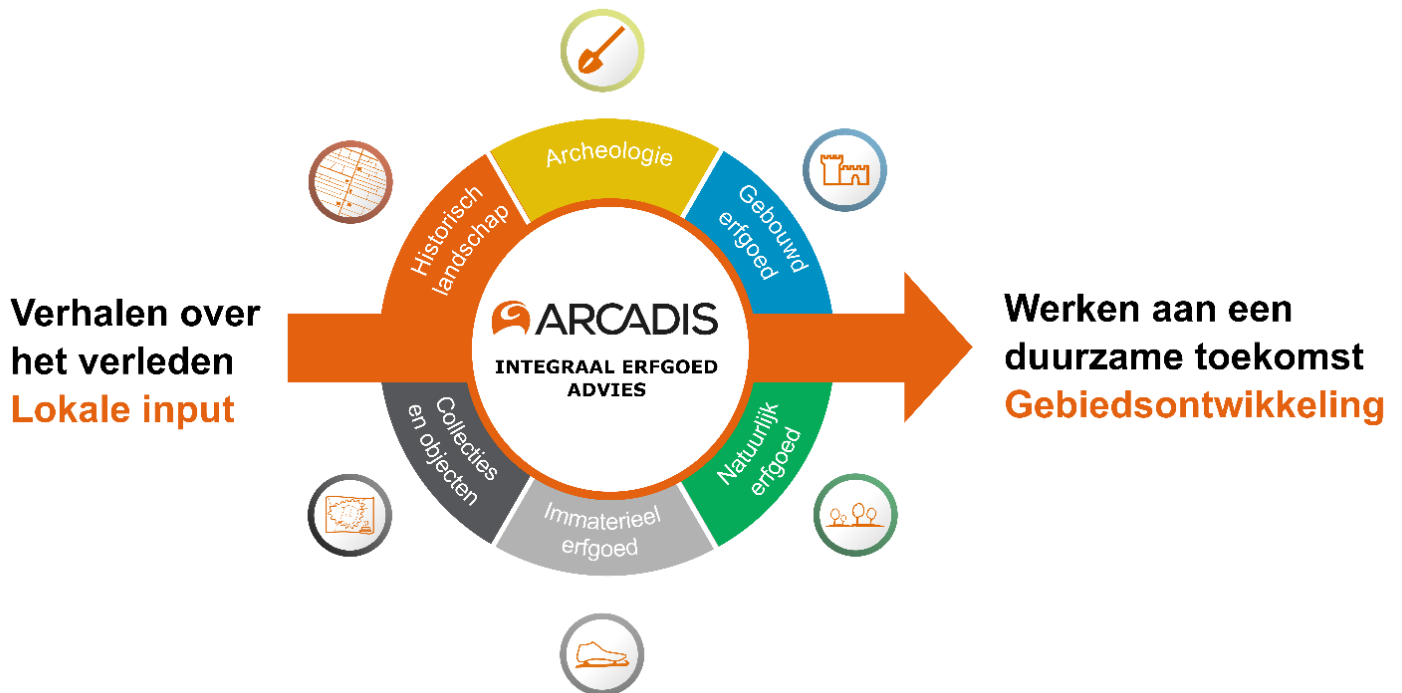 Archeologie
Gebouwd
erfgoed
Historisch
landschap
Verhalen over
het verleden
Lokale input
ARCADIS
INTEGRAAL ERFGOED
ADVIES
Werken aan een
duurzame toekomst
Gebiedsontwikkeling
Collecties
en objecten
Natuurlijk
erfgoed
Immaterieel
erfgoed